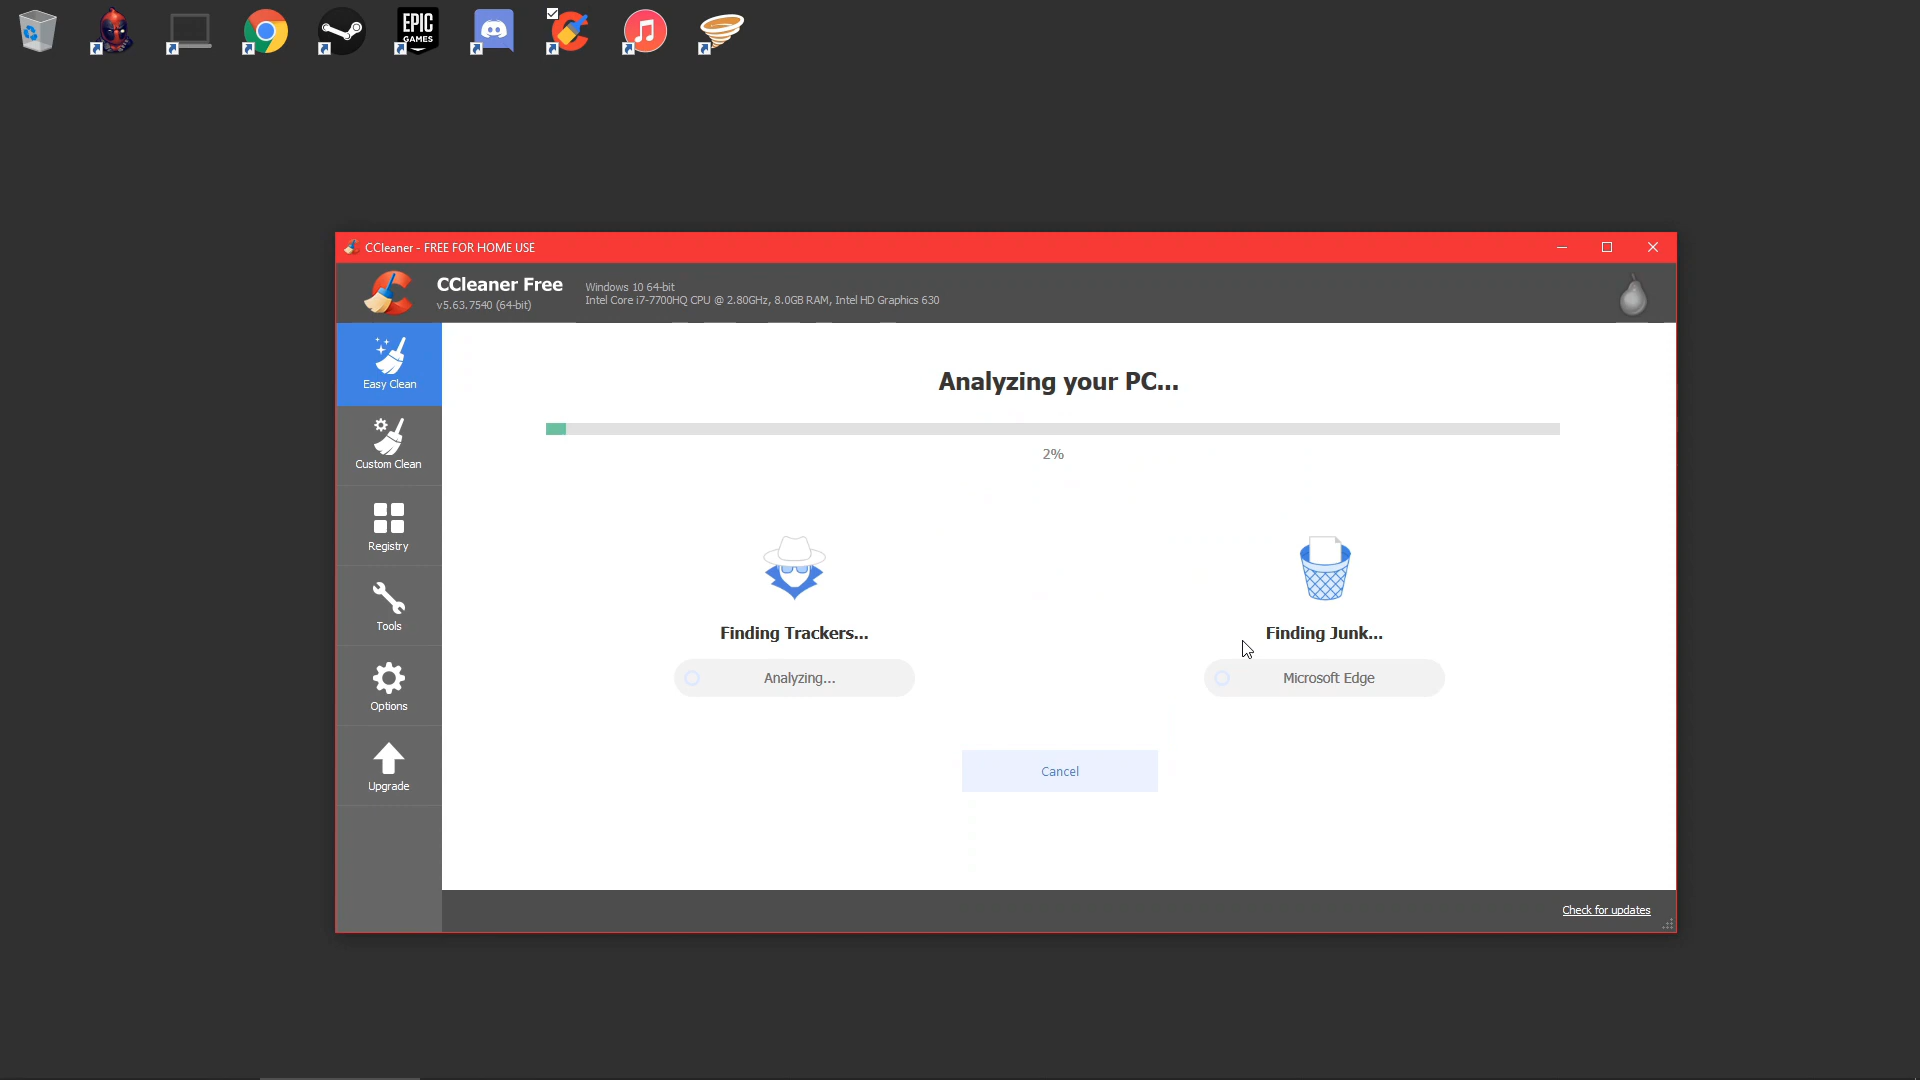 EPIC
GAMES
CCleaner - FREE FOR HOME USE
CCleaner Free
v5.63.7540 (64-bit)
Windows 10 64-bit
Intel Core i7-7700HQ CPU @ 2.80GHz, 8.0GB RAM, Intel HD Graphics 630
Easy Clean
Custom Clean
Registry
Tools
Options
Upgrade
Analyzing your PC...
2%
Finding Trackers...
Finding Junk...
Analyzing...
Microsoft Edge
Cancel
Check for updates